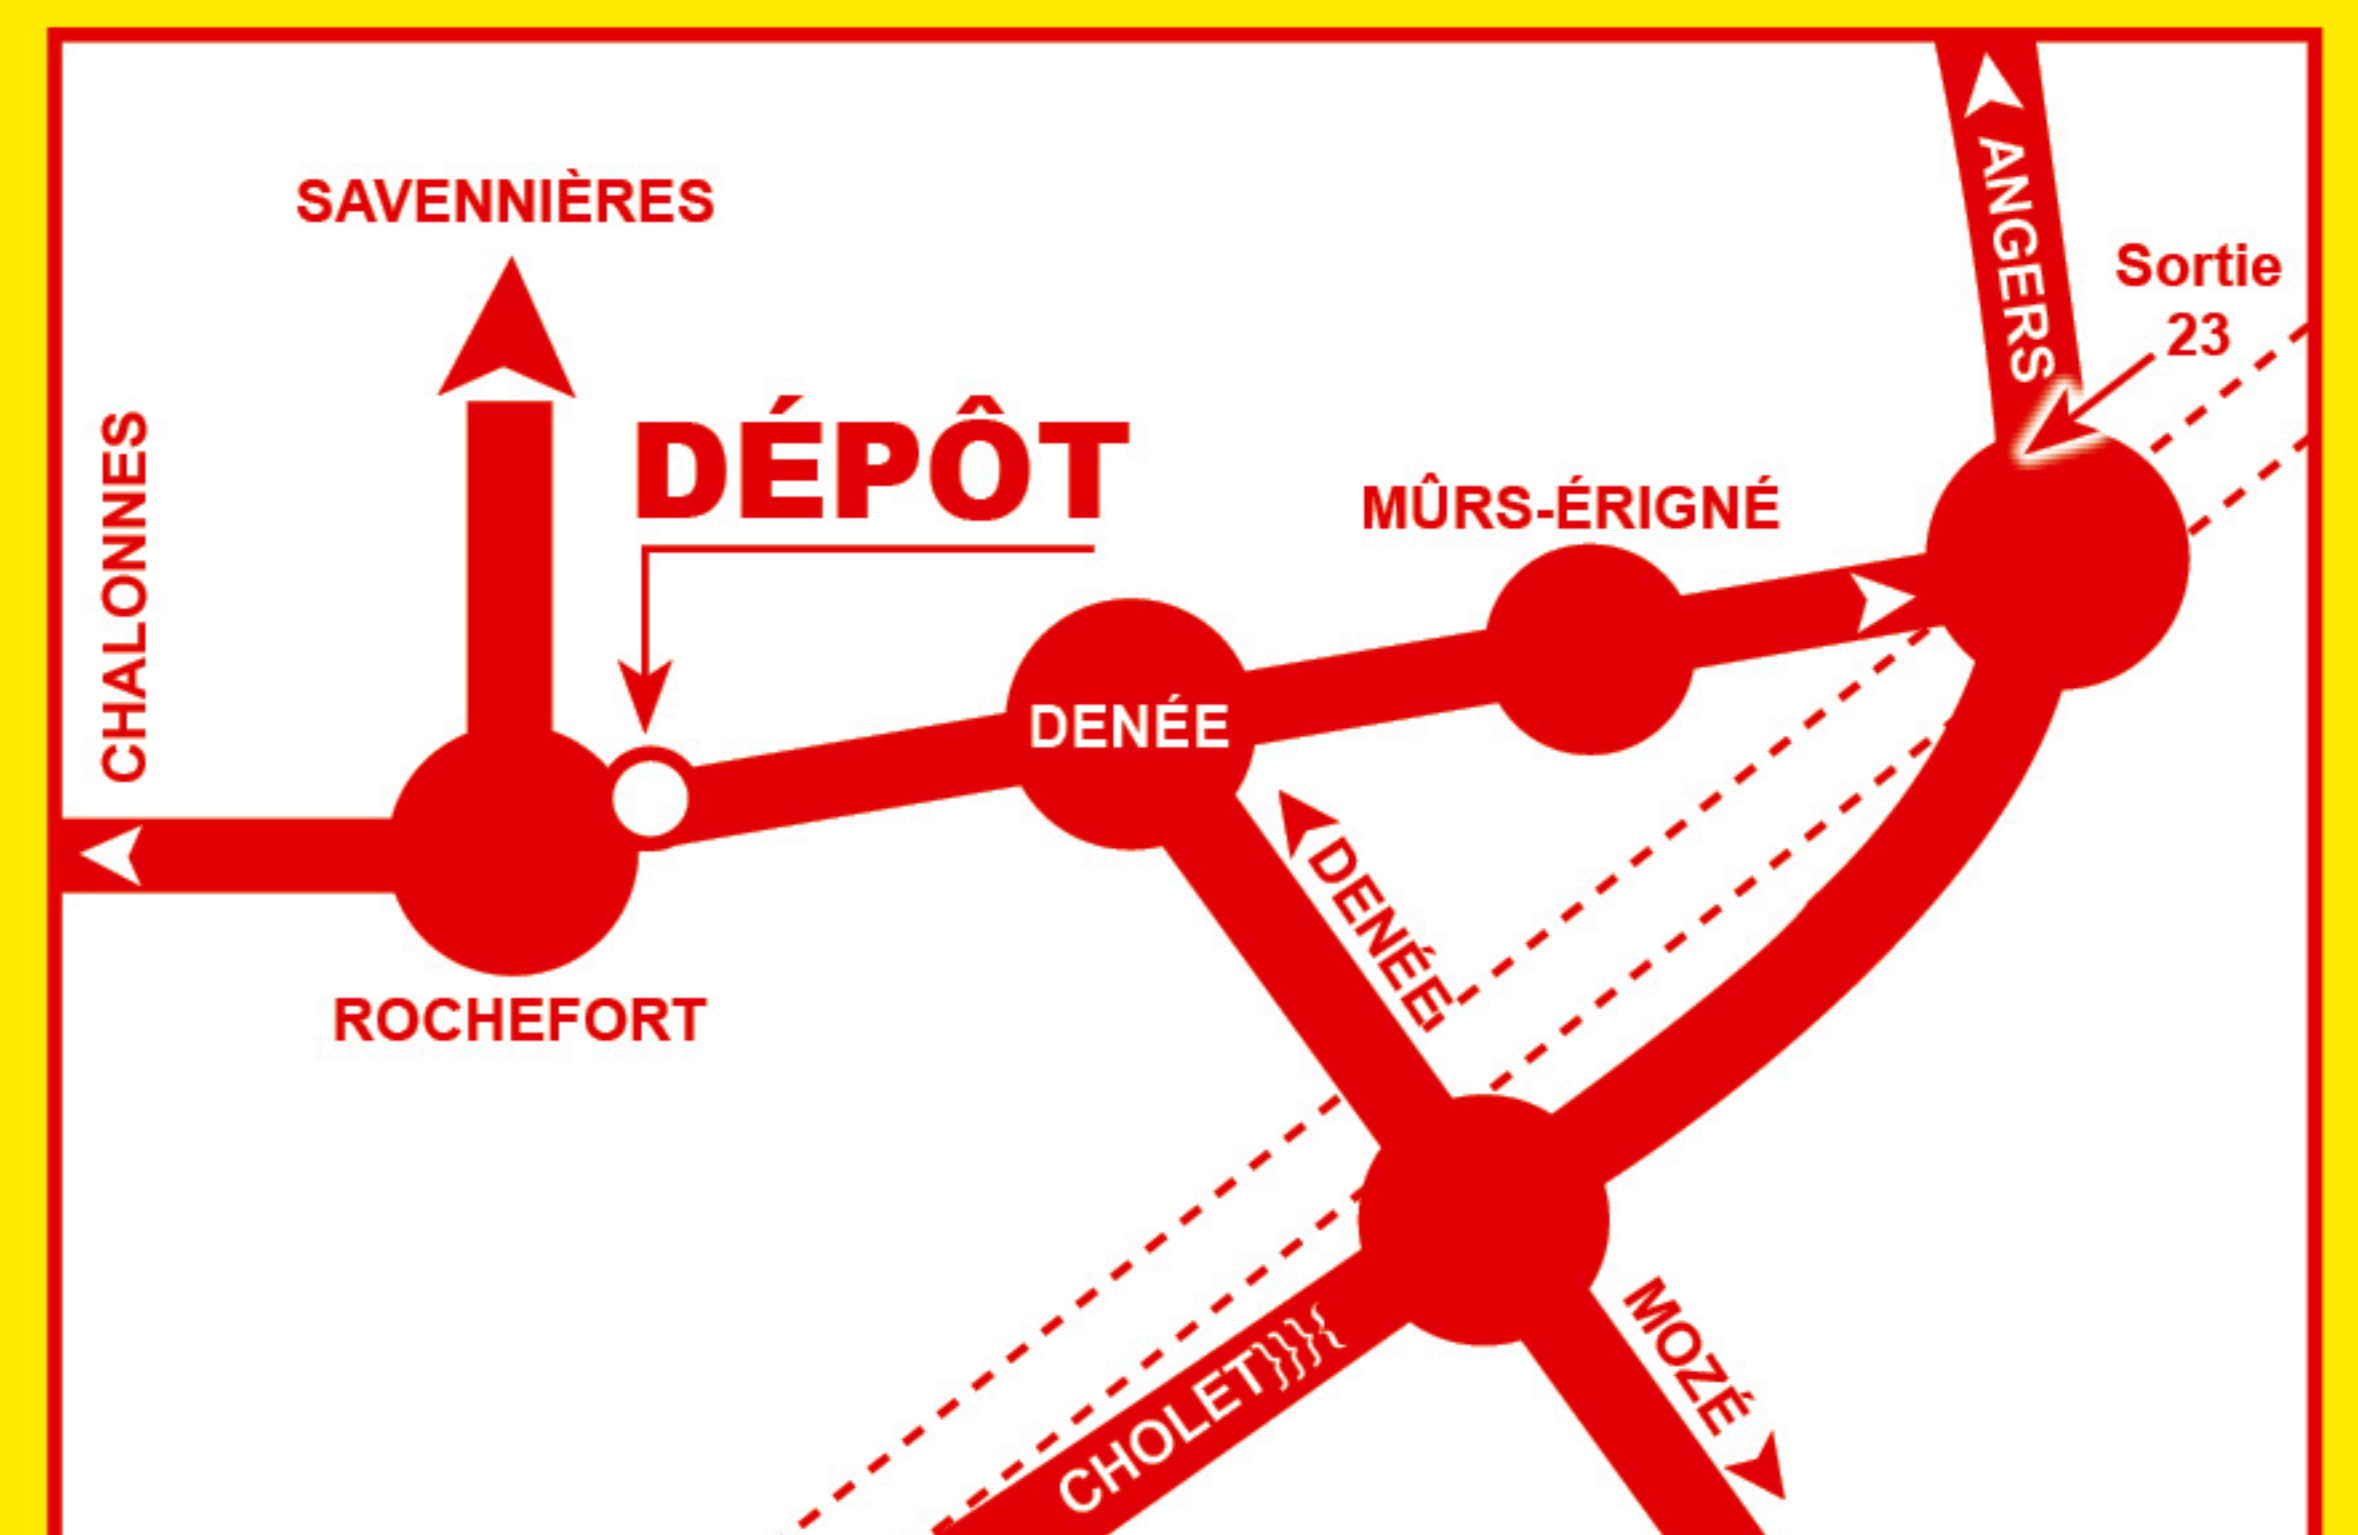 ANGERS
SAVENNIÈRES
Sortie
23
CHALONNES
DÉPÔT
MÛRS-ÉRIGNÉ
DENÉE
DENÉE
ROCHEFORT
MOZÉ
CHOLET